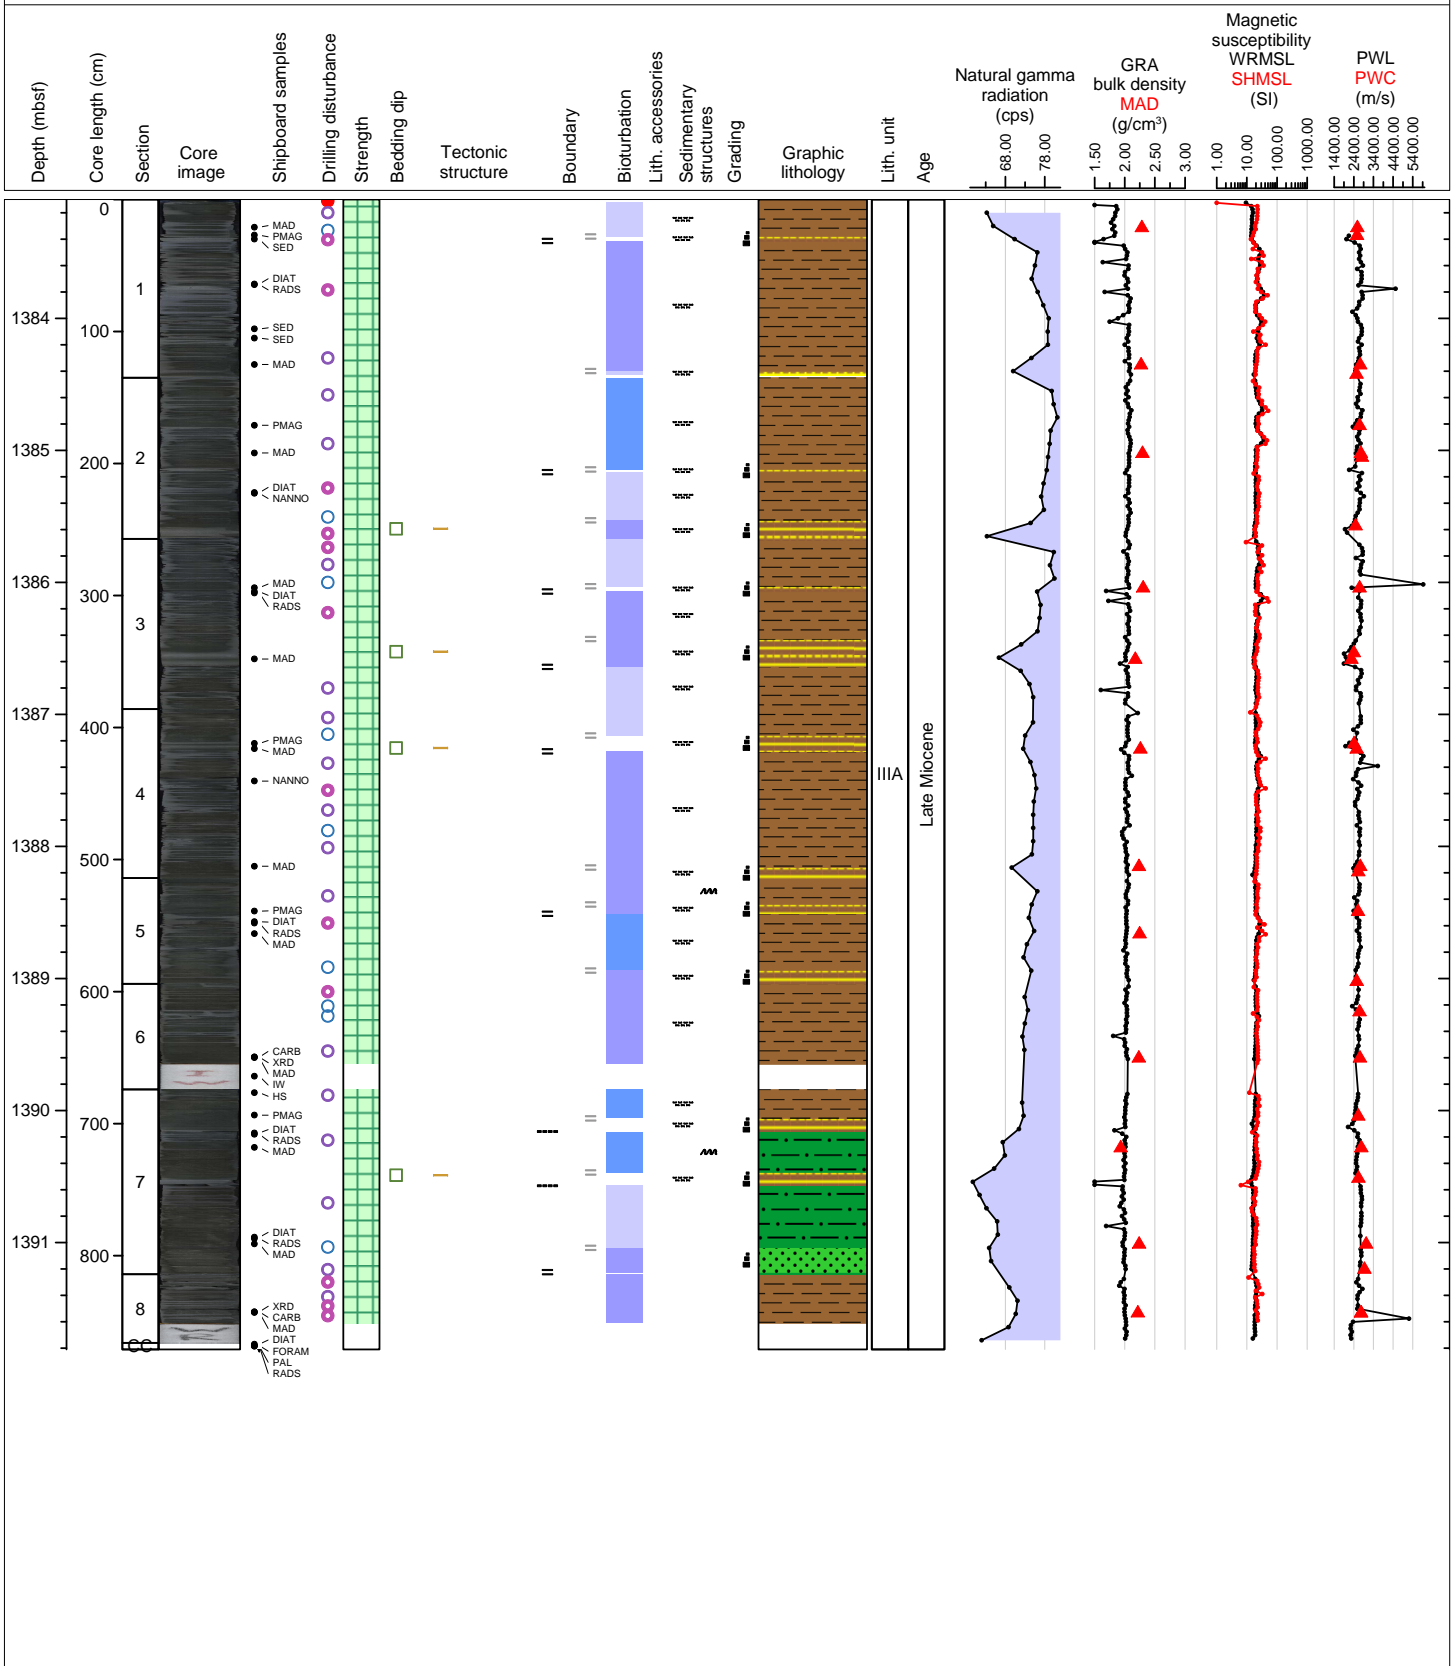 Depth (mbsf)
Core length (cm)
Section
Core
image
Shipboard samples
Drilling disturbance
Strength
Bedding dip
Tectonic
structure
Boundary
Bioturbation
Lith. accessories
Sedimentary
structures
Grading
Graphic
lithology
Lith. unit
Age
Natural gamma
radiation
(cps)
68.00
78.00
GRA
bulk density
MAD
(g/cm³)
1.50
2.00
2.50
3.00
Magnetic
susceptibility
WRMSL
SHMSL
(SI)
1.00
10.00
100.00
1000.00
PWL
PWC
(m/s)
1400.00
2400.00
3400.00
4400.00
5400.00
1384
1385
1386
1387
1388
1389
1390
1391
0
100
200
300
400
500
600
700
800
1
2
3
4
5
6
7
8
CC
MAD
PMAG
SED
DIAT
RADS
SED
SED
MAD
PMAG
MAD
DIAT
NANNO
MAD
DIAT
RADS
MAD
PMAG
MAD
NANNO
MAD
PMAG
DIAT
RADS
MAD
CARB
XRD
MAD
IW
HS
PMAG
DIAT
RADS
MAD
DIAT
RADS
MAD
XRD
CARB
MAD
DIAT
FORAM
PAL
RADS
IIIA
Late Miocene